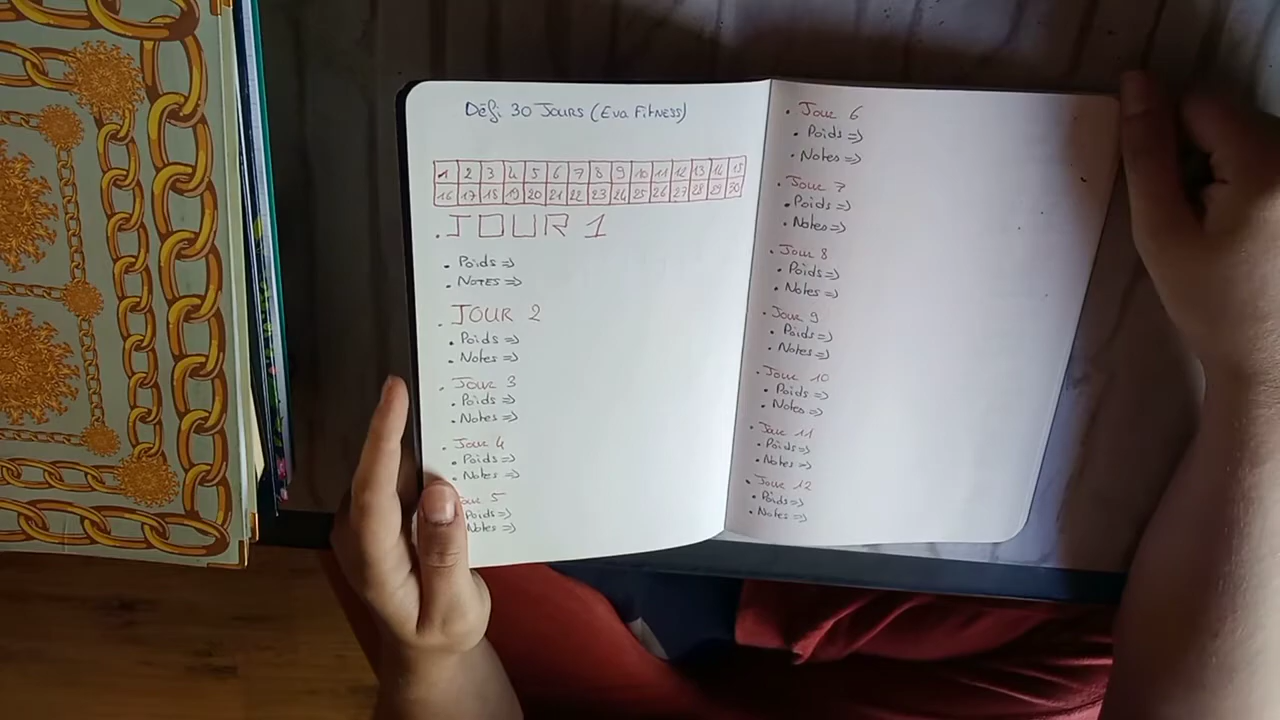 Défi 30 Jours (Eva Fitness)
1 2 3 4 5 6 7 8 9 10 11 12 13 14 15
16 17 18 19 20 21 22 23 24 25 26 27 28 29 30
. JOUR 1
. Poids =>
. NOTES =>
. JOUR 2
. Poids =>
. Notes =>
. Jour 3
. Poids =>
. Notes =>
. Jour 4
. Poids =>
. Notes =>
Jour 5
Poids =>
Notes =>
. Jour 6
. Poids =>
. Notes =>
. Jour 7
. Poids =>
. Notes =>
. Jour 8
. Poids =>
. Notes =>
. Jour 9
. Poids =>
. Notes =>
. Jour 10
. Poids =>
. Notes =>
. Jour 11
. Poids =>
. Notes =>
. Jour 12
. Poids =>
. Notes =>